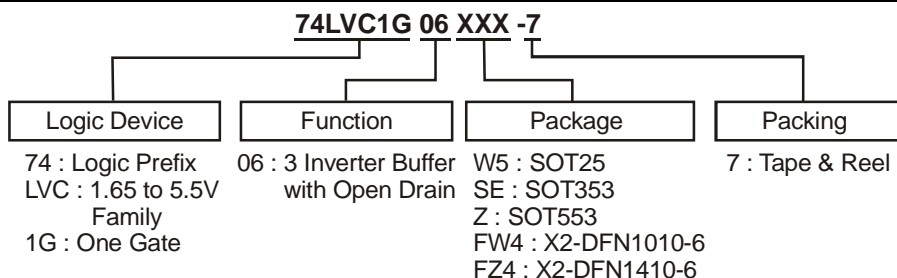 74LVC1G 06 XXX -7
Logic Device
74 : Logic Prefix
LVC : 1.65 to 5.5V
Family
1G : One Gate
Function
06 : 3 Inverter Buffer
with Open Drain
Package
W5 : SOT25
SE : SOT353
Z : SOT553
FW4 : X2-DFN1010-6
FZ4 : X2-DFN1410-6
Packing
7 : Tape & Reel